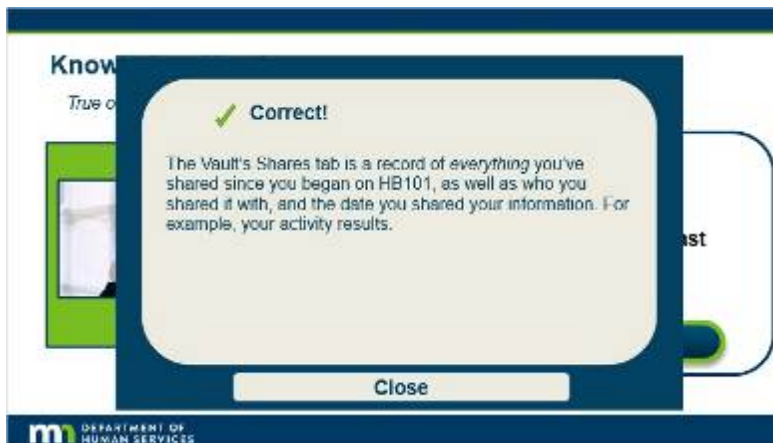 Know
True o
Correct!
The Vault's Shares tab is a record of everything you've
shared since you began on HB101, as well as who you
shared it with, and the date you shared your information. For
example, your activity results.
ast
Close
DEPARTMENT OF
HUMAN SERVICES